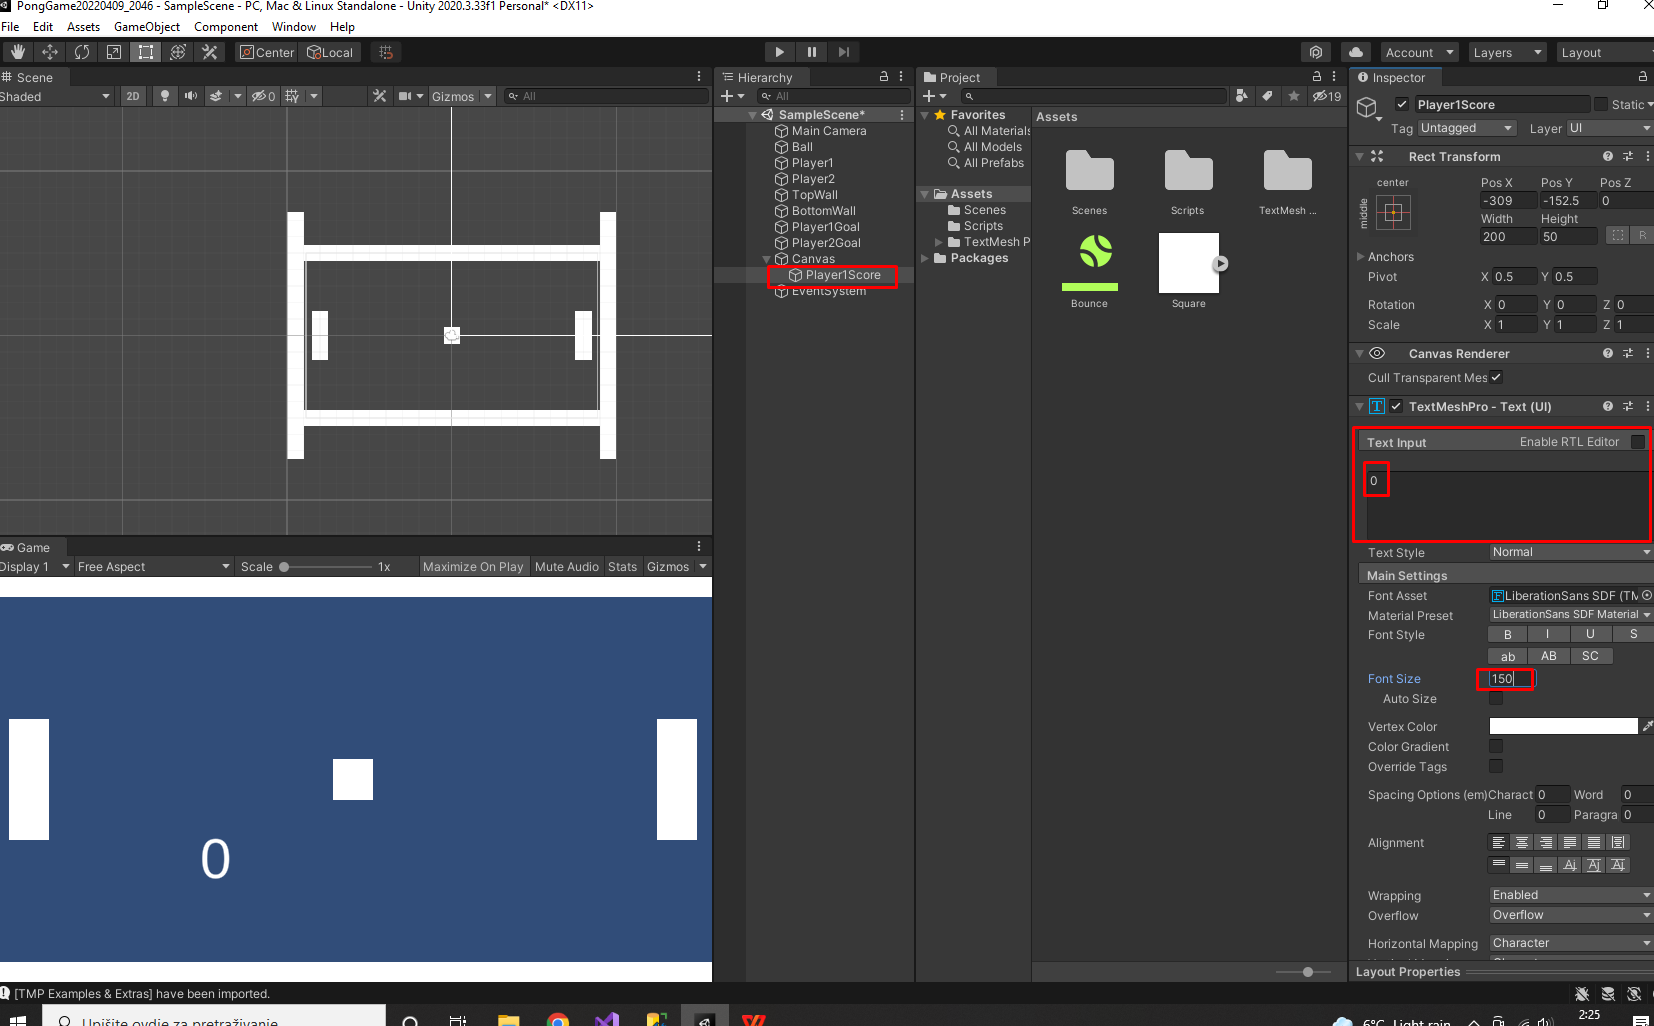 PongGame20220409_2046 - SampleScene - PC, Mac & Linux Standalone - Unity 2020.3.33f1 Personal* <DX11>
File Edit Assets GameObject Component Window Help
Center Local Account Layers Layout
Scene
Shaded 2D 0 Gizmos All
Game
Display 1 Free Aspect Scale 1x Maximize On Play Mute Audio Stats Gizmos
0
Hierarchy
All
SampleScene*
Main Camera
Ball
Player1
Player2
TopWall
BottomWall
Player1Goal
Player2Goal
Canvas
Player1Score
EventSystem
Project
19
Favorites
All Materials
All Models
All Prefabs
Assets
Scenes
Scripts
TextMesh P
Packages
Assets
Scenes Scripts TextMesh ...
Bounce Square
Inspector
Player1Score Static
Tag Untagged Layer UI
Rect Transform
center Pos X Pos Y Pos Z
middle -309 -152.5 0
Width Height
200 50 R
Anchors
Pivot X 0.5 Y 0.5
Rotation X 0 Y 0 Z 0
Scale X 1 Y 1 Z 1
Canvas Renderer
Cull Transparent Mes
TextMeshPro - Text (UI)
Text Input Enable RTL Editor
0
Text Style Normal
Main Settings
Font Asset LiberationSans SDF (TM
Material Preset LiberationSans SDF Material
Font Style B I U S
ab AB SC
Font Size 150
Auto Size
Vertex Color
Color Gradient
Override Tags
Spacing Options (em) Charact 0 Word 0
Line 0 Paragra 0
Alignment
Wrapping Enabled
Overflow Overflow
Horizontal Mapping Character
Layout Properties
[TMP Examples & Extras] have been imported.
Upišite ovdje za pretraživanje
6°C Light rain
2:25